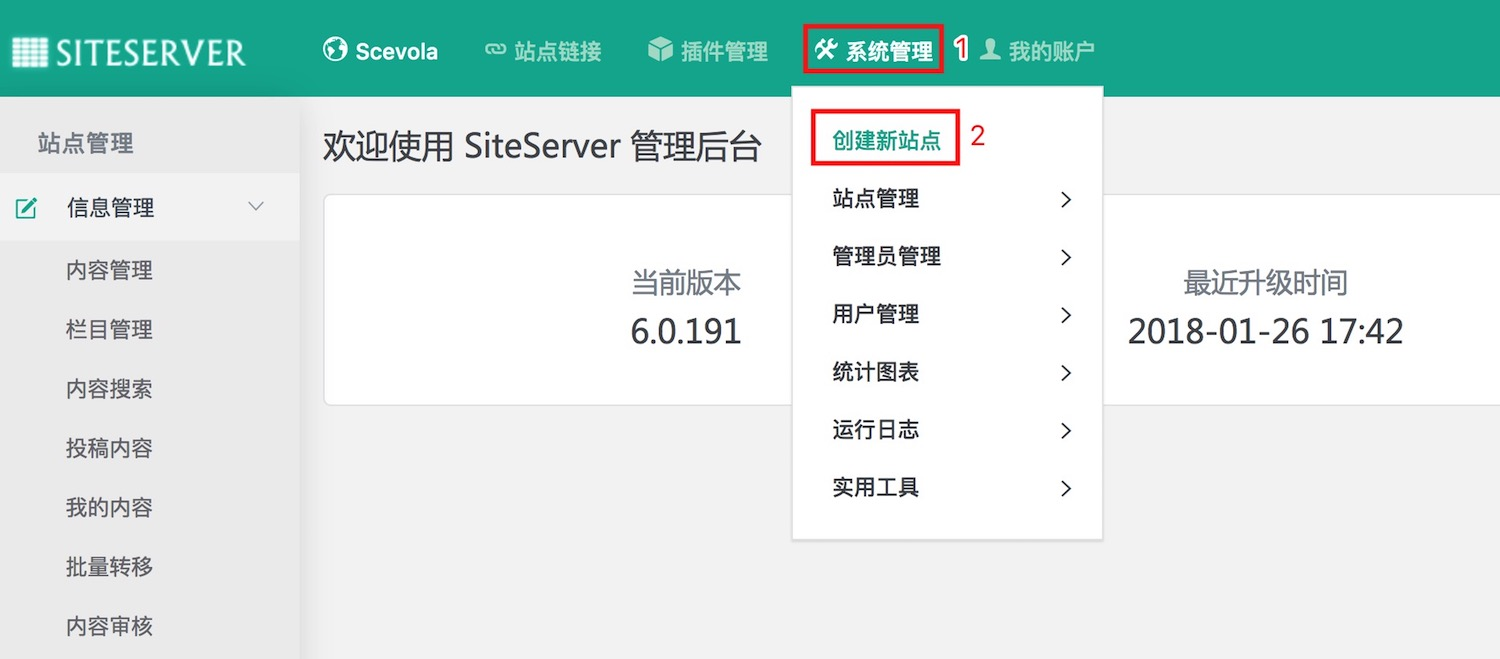 SITESERVER
Scevola 站点链接 插件管理 系统管理 1 我的账户
站点管理
信息管理
内容管理
栏目管理
内容搜索
投稿内容
我的内容
批量转移
内容审核
欢迎使用 SiteServer 管理后台
当前版本
6.0.191
创建新站点 2
站点管理
管理员管理
用户管理
统计图表
运行日志
实用工具
最近升级时间
2018-01-26 17:42